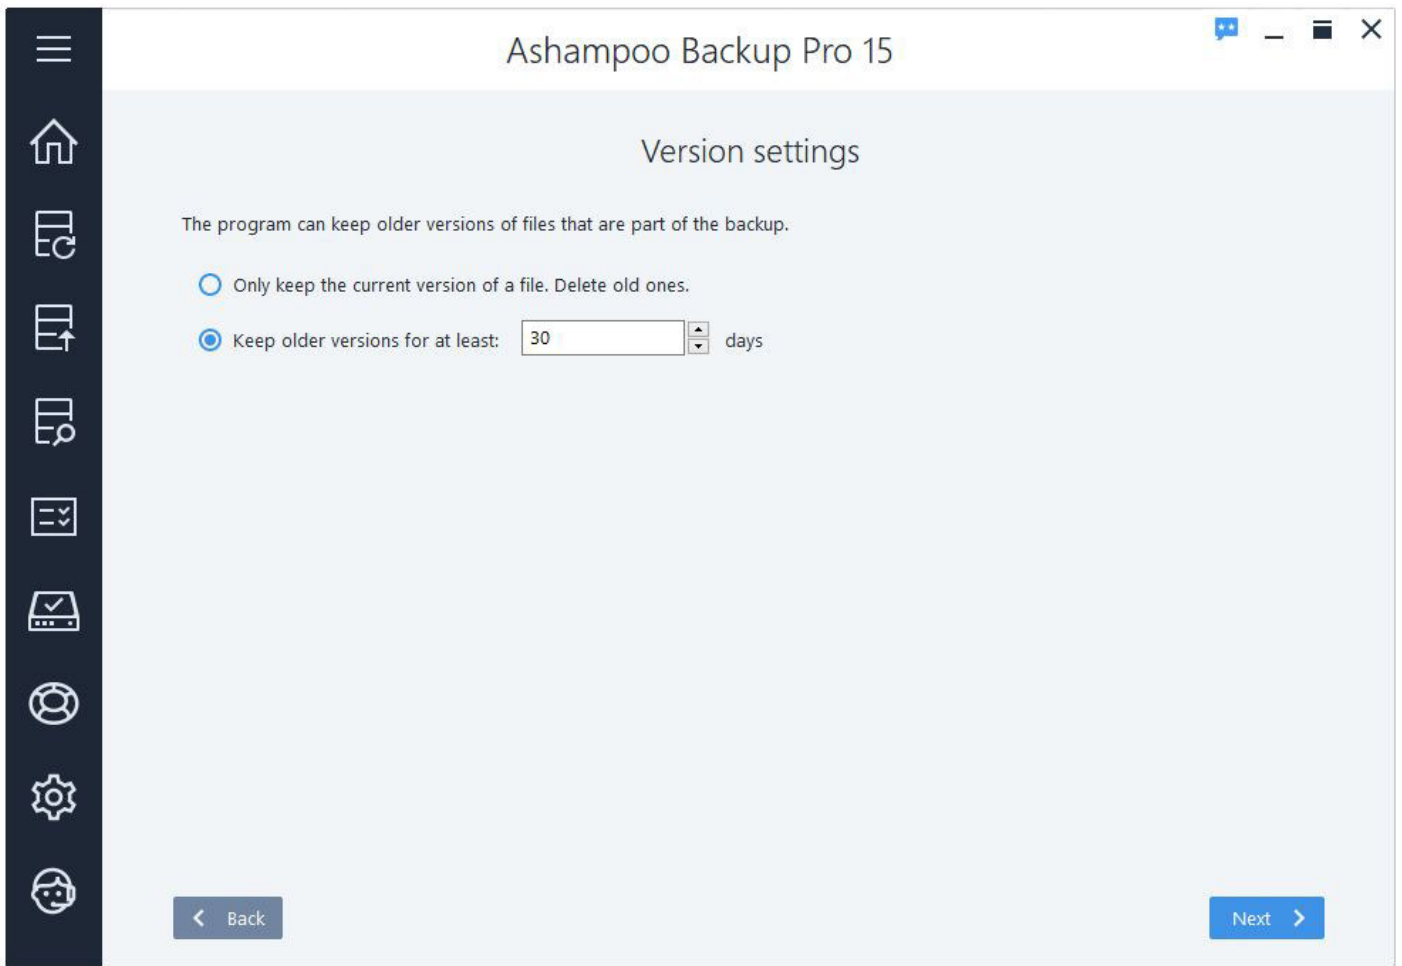 Ashampoo Backup Pro 15
Version settings
The program can keep older versions of files that are part of the backup.
Only keep the current version of a file. Delete old ones.
Keep older versions for at least: 30 days
Back
Next